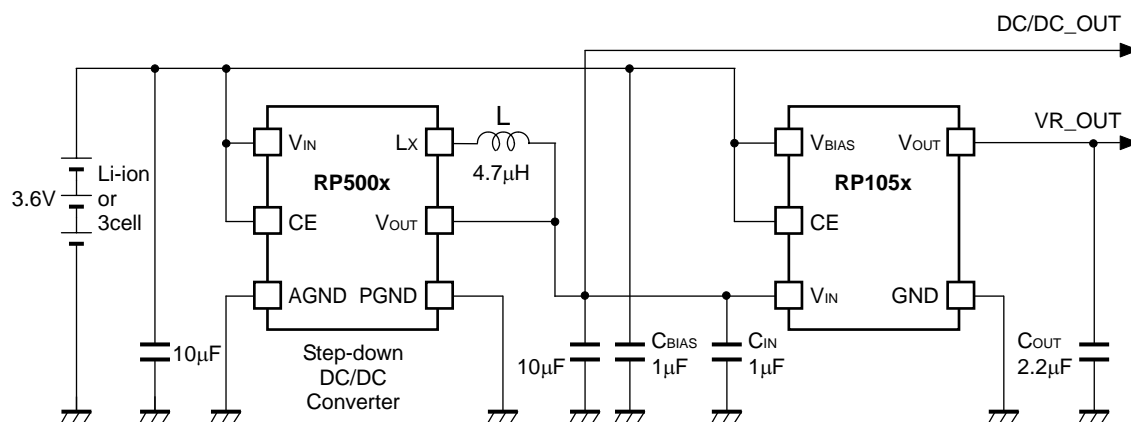 DC/DC_OUT
VR_OUT
L
4.7μH
VIN
LX
VBIAS
VOUT
RP500x
RP105x
3.6V
Li-ion
or
3cell
CE
VOUT
CE
AGND
PGND
VIN
GND
10μF
Step-down
DC/DC
Converter
10μF
CBIAS
1μF
CIN
1μF
COUT
2.2μF